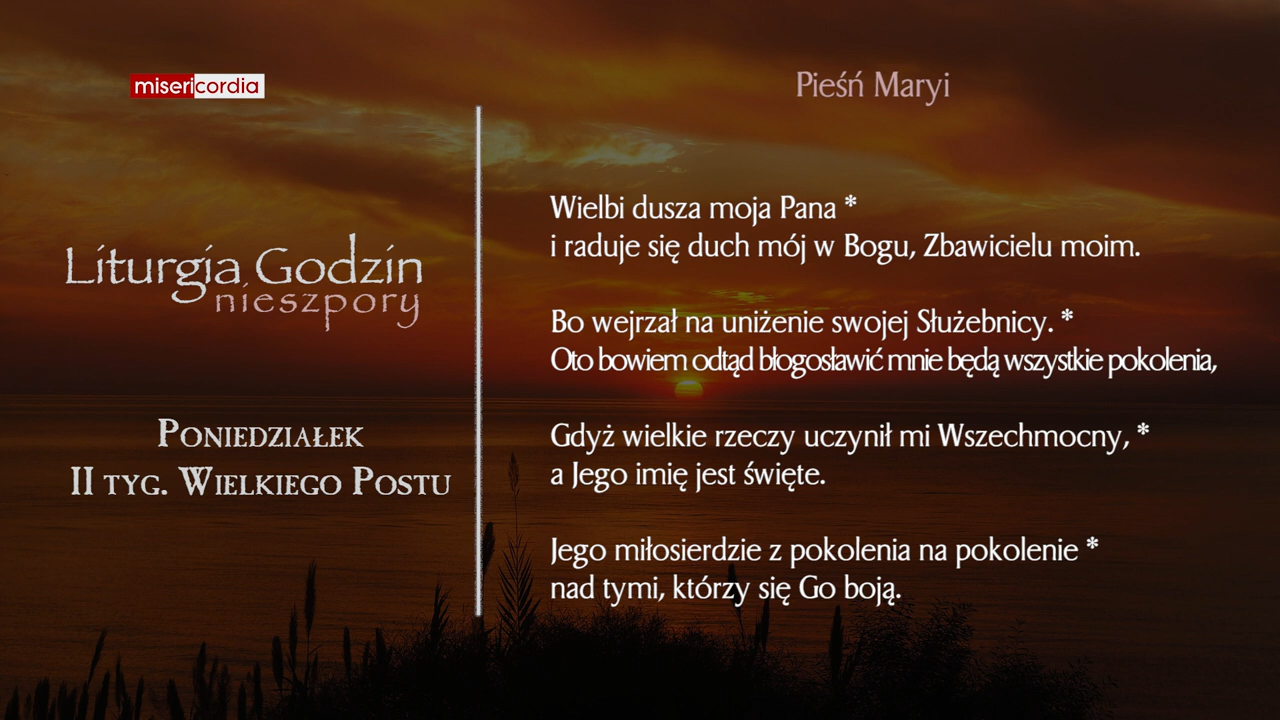 misericordia
Liturgia Godzin
nieszpory
Poniedziałek
II tyg. Wielkiego Postu
Pieśń Maryi
Wielbi dusza moja Pana *
i raduje się duch mój w Bogu, Zbawicielu moim.
Bo wejrzał na uniżenie swojej Służebnicy. *
Oto bowiem odtąd błogosławić mnie będą wszystkie pokolenia,
Gdyż wielkie rzeczy uczynił mi Wszechmocny, *
a Jego imię jest święte.
Jego miłosierdzie z pokolenia na pokolenie *
nad tymi, którzy się Go boją.